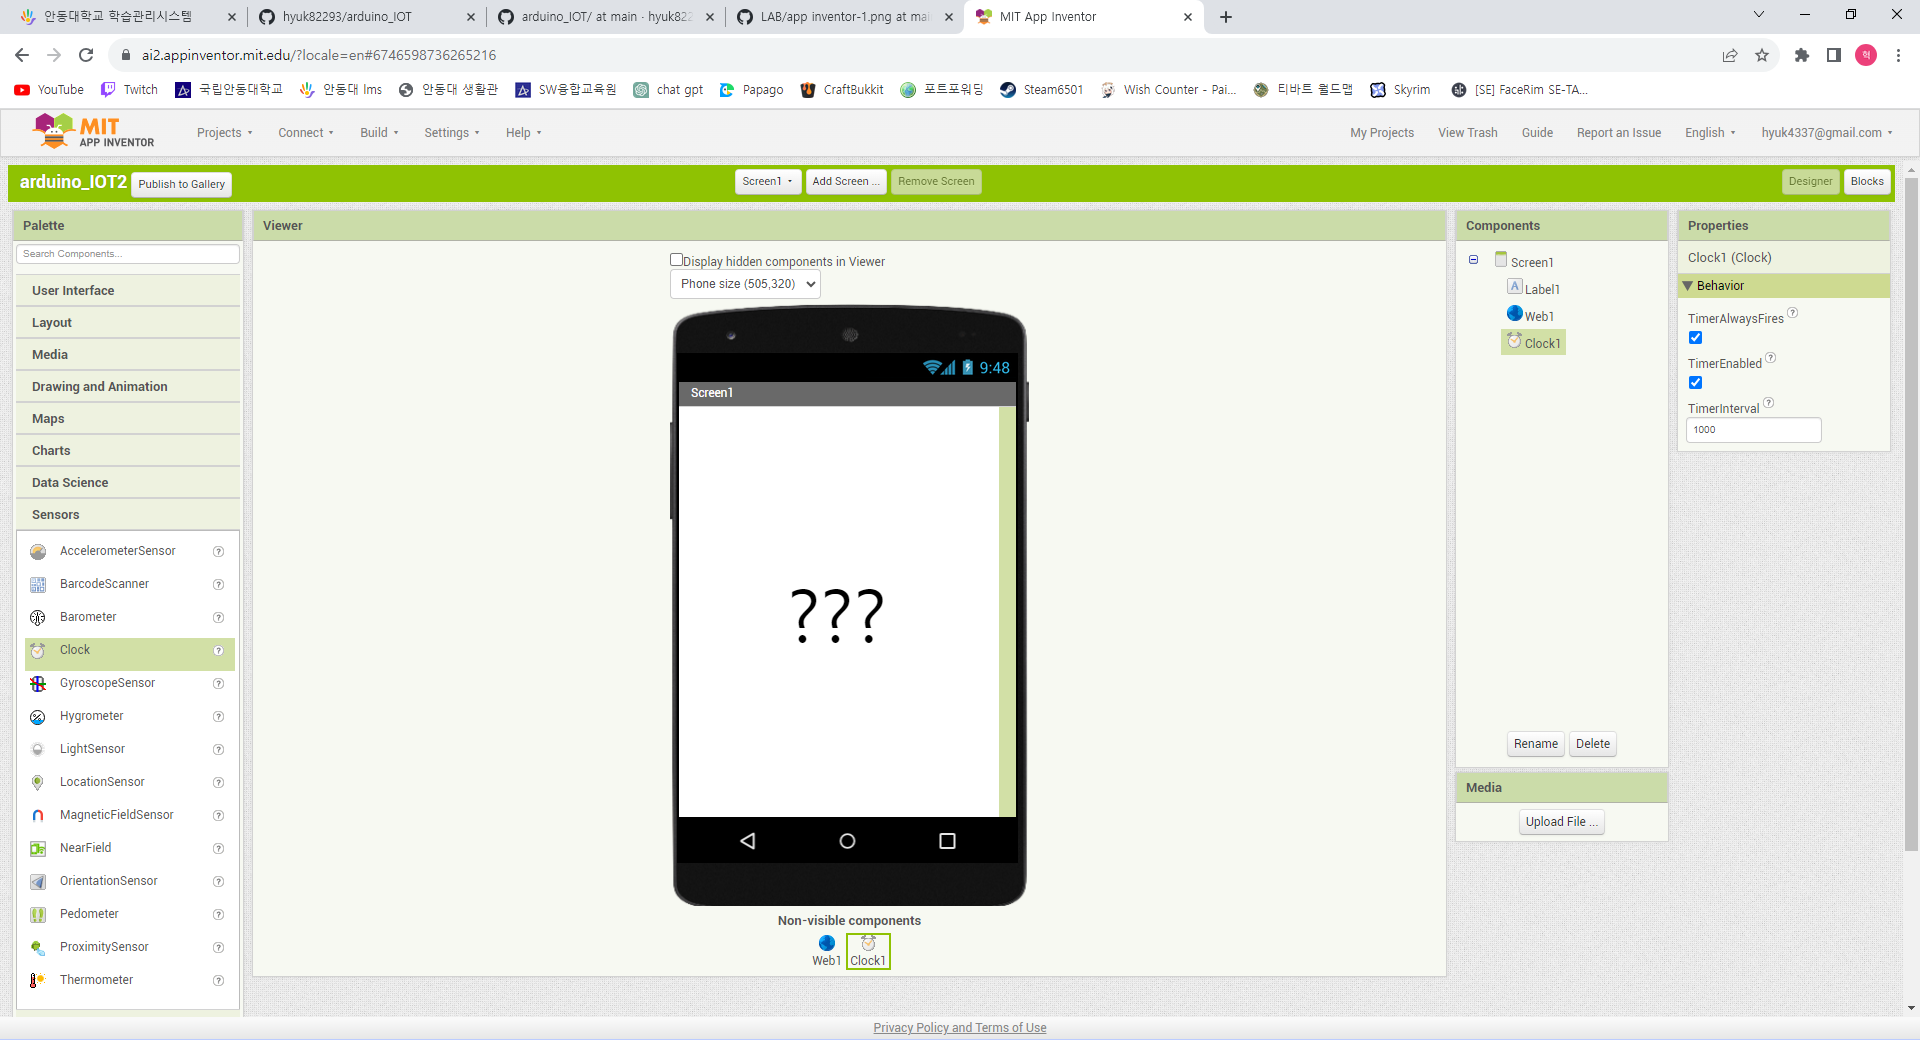 안동대학교 학습관리시스템
hyuk82293/arduino_IOT
arduino_IOT/ at main · hyuk822
LAB/app inventor-1.png at mai
MIT App Inventor
ai2.appinventor.mit.edu/?locale=en#6746598736265216
혁
YouTube
Twitch
국립안동대학교
안동대 lms
안동대 생활관
SW융합교육원
chat gpt
Papago
CraftBukkit
포트포워딩
Steam6501
Wish Counter - Pai...
티바트 월드맵
Skyrim
[SE] FaceRim SE-TA...
MIT
APP INVENTOR
Projects
Connect
Build
Settings
Help
My Projects
View Trash
Guide
Report an Issue
English
hyuk4337@gmail.com
arduino_IOT2
Publish to Gallery
Screen1
Add Screen ...
Remove Screen
Designer
Blocks
Palette
Search Components...
User Interface
Layout
Media
Drawing and Animation
Maps
Charts
Data Science
Sensors
AccelerometerSensor
BarcodeScanner
Barometer
Clock
GyroscopeSensor
Hygrometer
LightSensor
LocationSensor
MagneticFieldSensor
NearField
OrientationSensor
Pedometer
ProximitySensor
Thermometer
Viewer
Display hidden components in Viewer
Phone size (505,320)
9:48
Screen1
???
Non-visible components
Web1
Clock1
Components
Screen1
Label1
Web1
Clock1
Rename
Delete
Media
Upload File ...
Properties
Clock1 (Clock)
Behavior
TimerAlwaysFires
TimerEnabled
TimerInterval
1000
Privacy Policy and Terms of Use